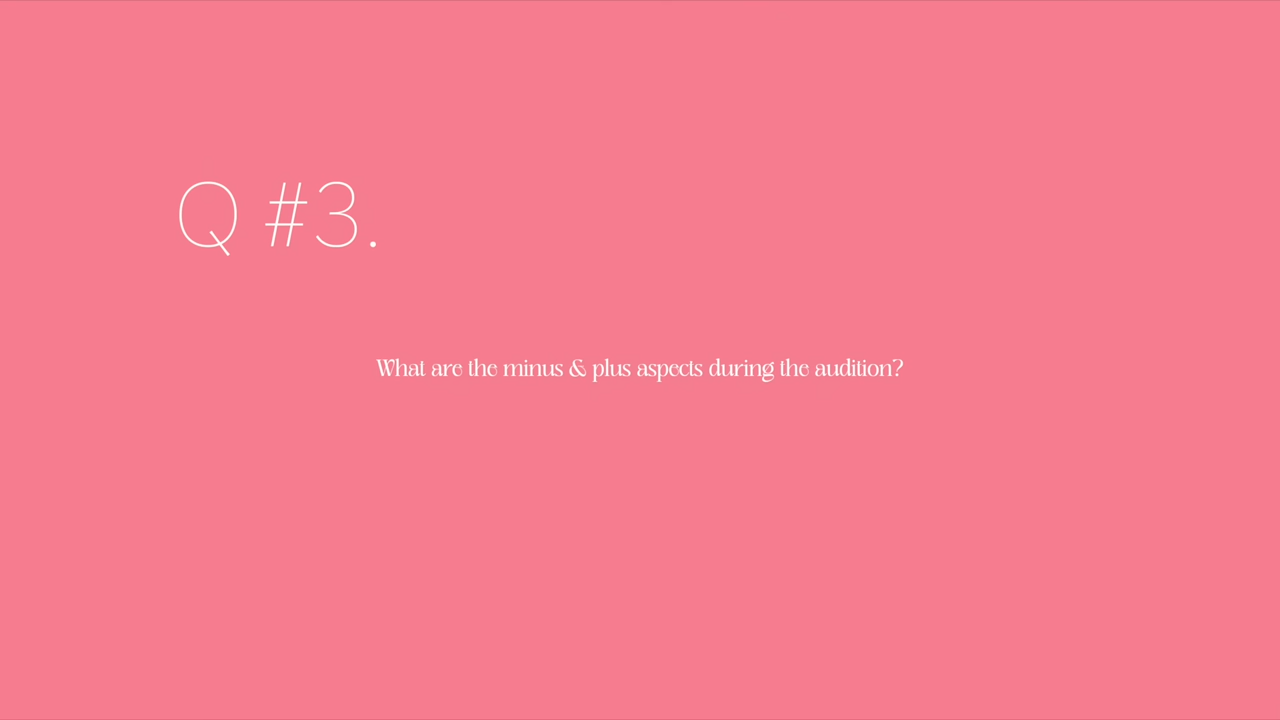 Q #3.
What are the minus & plus aspects during the audition?